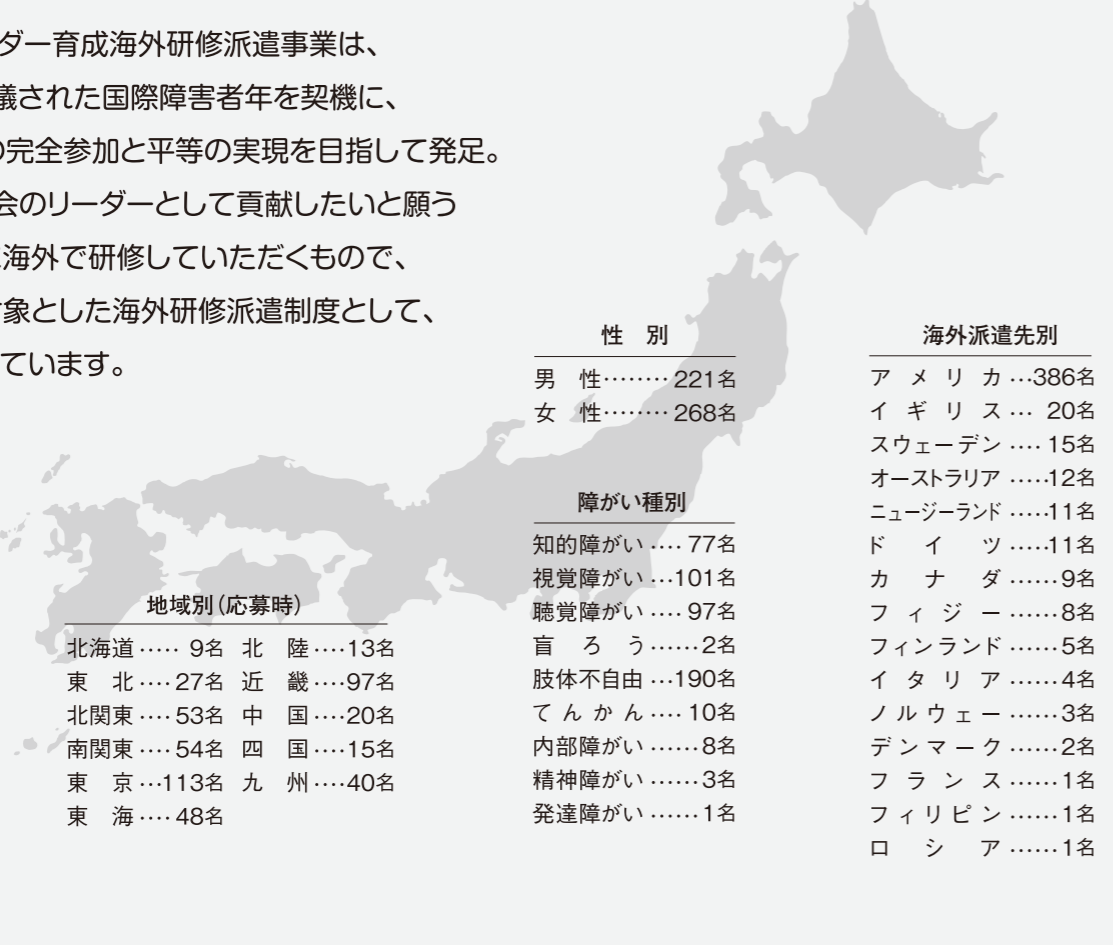 ダー育成海外研修派遣事業は、
議された国際障害者年を契機に、
の完全参加と平等の実現を目指して発足。
会のリーダーとして貢献したいと願う
海外で研修していただくもので、
象とした海外研修派遣制度として、
ています。
性　別
男　性········221名
女　性········268名
障がい種別
知的障がい ···· 77名
視覚障がい ···101名
聴覚障がい ···· 97名
盲　ろ　う······2名
肢体不自由 ···190名
て ん か ん ···· 10名
内部障がい ······8名
精神障がい ······3名
発達障がい ······1名
地域別（応募時）
北海道 ····· 9名 北　陸 ····13名
東　北 ···· 27名 近　畿 ····97名
北関東 ···· 53名 中　国 ····20名
南関東 ···· 54名 四　国 ····15名
東　京 ···113名 九　州 ····40名
東　海 ···· 48名
海外派遣先別
ア メ リ カ ···386名
イ ギ リ ス ··· 20名
スウェーデン ···· 15名
オーストラリア ·····12名
ニュージーランド ·····11名
ド　イ　ツ ·····11名
カ　ナ　ダ ······9名
フ ィ ジ ー ······8名
フィンランド ······5名
イ タ リ ア ······4名
ノ ル ウ ェ ー ······3名
デ ン マ ー ク ······2名
フ ラ ン ス ······1名
フ ィ リ ピ ン ······1名
ロ　シ　ア ······1名